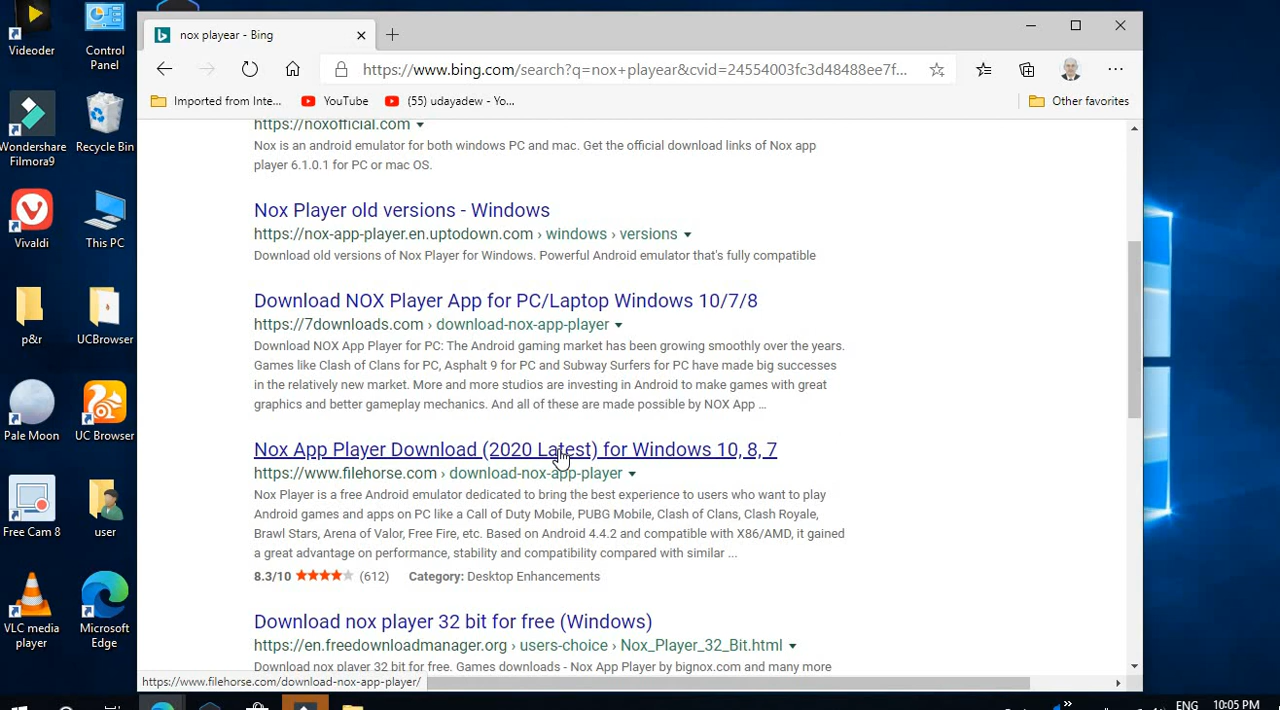 Videoder
Control
Panel
Wondershare
Filmora9
Recycle Bin
Vivaldi
This PC
p&r
UCBrowser
Pale Moon
UC Browser
Free Cam 8
user
VLC media
player
Microsoft
Edge
nox playear - Bing
https://www.bing.com/search?q=nox+playear&cvid=24554003fc3d48488ee7f...
Imported from Inte...
YouTube
(55) udayadew - Yo...
Other favorites
https://noxofficial.com
Nox is an android emulator for both windows PC and mac. Get the official download links of Nox app
player 6.1.0.1 for PC or mac OS.
Nox Player old versions - Windows
https://nox-app-player.en.uptodown.com › windows › versions
Download old versions of Nox Player for Windows. Powerful Android emulator that's fully compatible
Download NOX Player App for PC/Laptop Windows 10/7/8
https://7downloads.com › download-nox-app-player
Download NOX App Player for PC: The Android gaming market has been growing smoothly over the years.
Games like Clash of Clans for PC, Asphalt 9 for PC and Subway Surfers for PC have made big successes
in the relatively new market. More and more studios are investing in Android to make games with great
graphics and better gameplay mechanics. And all of these are made possible by NOX App ...
Nox App Player Download (2020 Latest) for Windows 10, 8, 7
https://www.filehorse.com › download-nox-app-player
Nox Player is a free Android emulator dedicated to bring the best experience to users who want to play
Android games and apps on PC like a Call of Duty Mobile, PUBG Mobile, Clash of Clans, Clash Royale,
Brawl Stars, Arena of Valor, Free Fire, etc. Based on Android 4.4.2 and compatible with X86/AMD, it gained
a great advantage on performance, stability and compatibility compared with similar ...
8.3/10 (612) Category: Desktop Enhancements
Download nox player 32 bit for free (Windows)
https://en.freedownloadmanager.org › users-choice › Nox_Player_32_Bit.html
Download nox player 32 bit for free. Games downloads - Nox App Player by bignox.com and many more
https://www.filehorse.com/download-nox-app-player/
ENG
10:05 PM